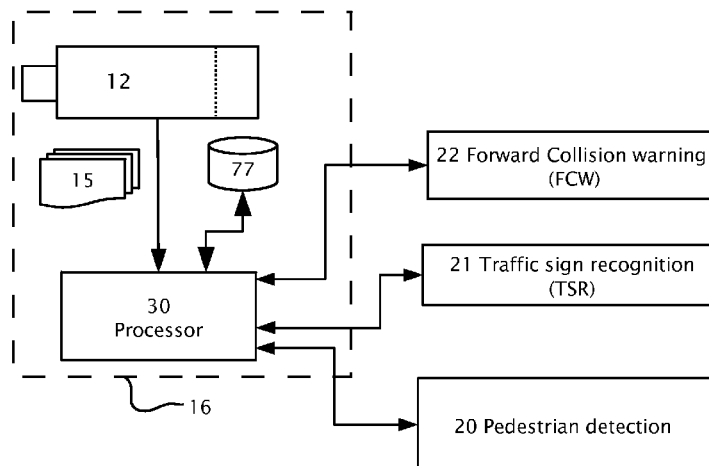 12
15
77
22 Forward Collision warning
(FCW)
21 Traffic sign recognition
(TSR)
30
Processor
16
20 Pedestrian detection